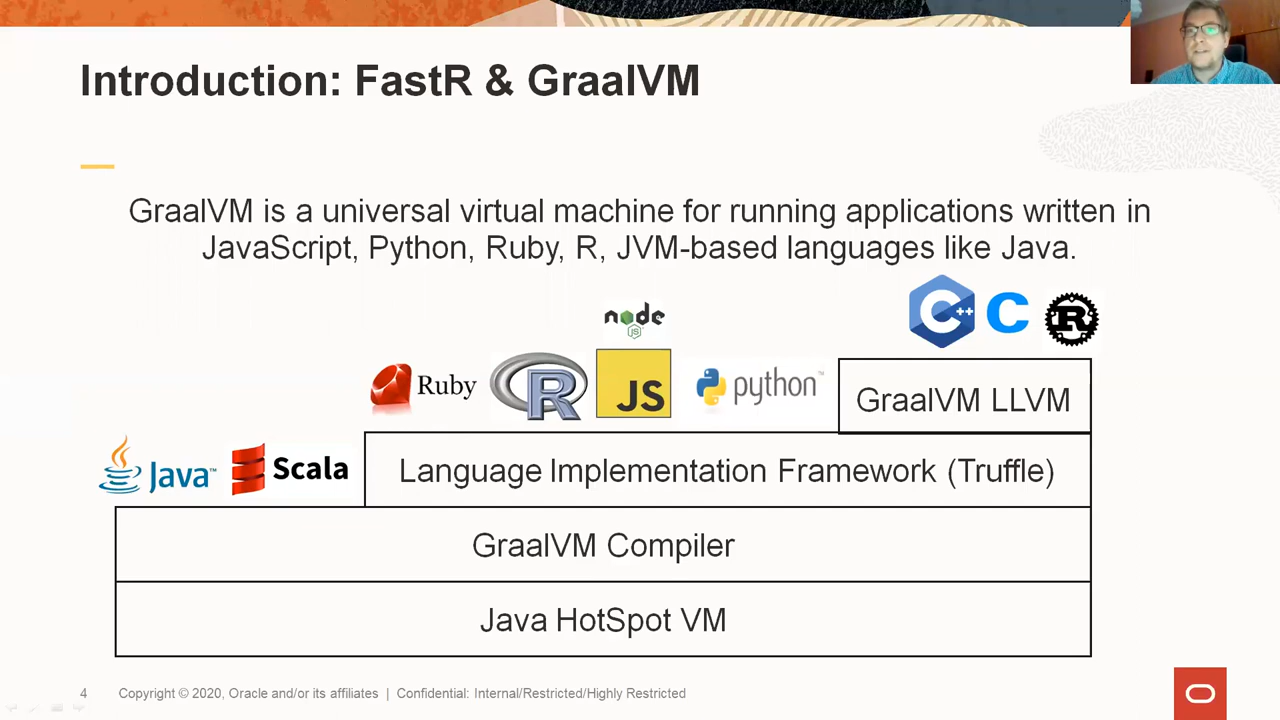 Introduction: FastR & GraalVM
GraalVM is a universal virtual machine for running applications written in
JavaScript, Python, Ruby, R, JVM-based languages like Java.
node
JS
C++
C
R
Ruby
R
JS
python™
GraalVM LLVM
Java™
Scala
Language Implementation Framework (Truffle)
GraalVM Compiler
Java HotSpot VM
4 Copyright © 2020, Oracle and/or its affiliates | Confidential: Internal/Restricted/Highly Restricted